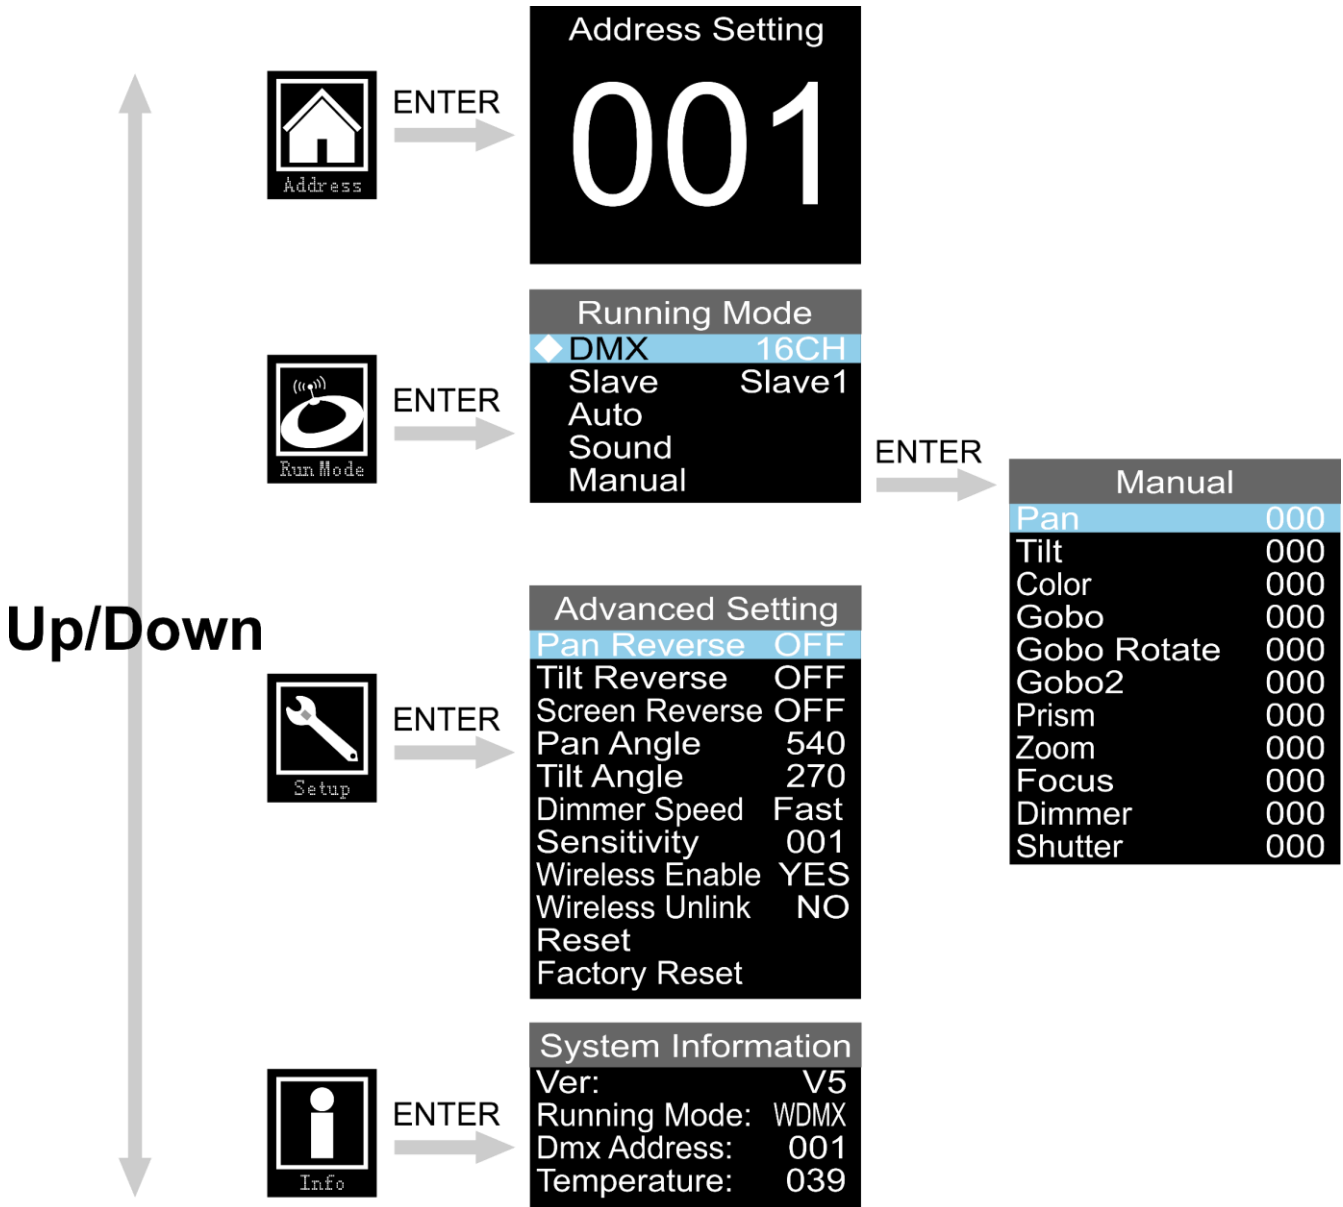 Address Setting
001
ENTER
Address
Running Mode
DMX 16CH
Slave Slave1
Auto
Sound
Manual
ENTER
Run Mode
ENTER
Manual
Pan 000
Tilt 000
Color 000
Gobo 000
Gobo Rotate 000
Gobo2 000
Prism 000
Zoom 000
Focus 000
Dimmer 000
Shutter 000
Up/Down
Advanced Setting
Pan Reverse OFF
Tilt Reverse OFF
Screen Reverse OFF
Pan Angle 540
Tilt Angle 270
Dimmer Speed Fast
Sensitivity 001
Wireless Enable YES
Wireless Unlink NO
Reset
Factory Reset
ENTER
Setup
System Information
Ver: V5
Running Mode: WDMX
Dmx Address: 001
Temperature: 039
ENTER
Info